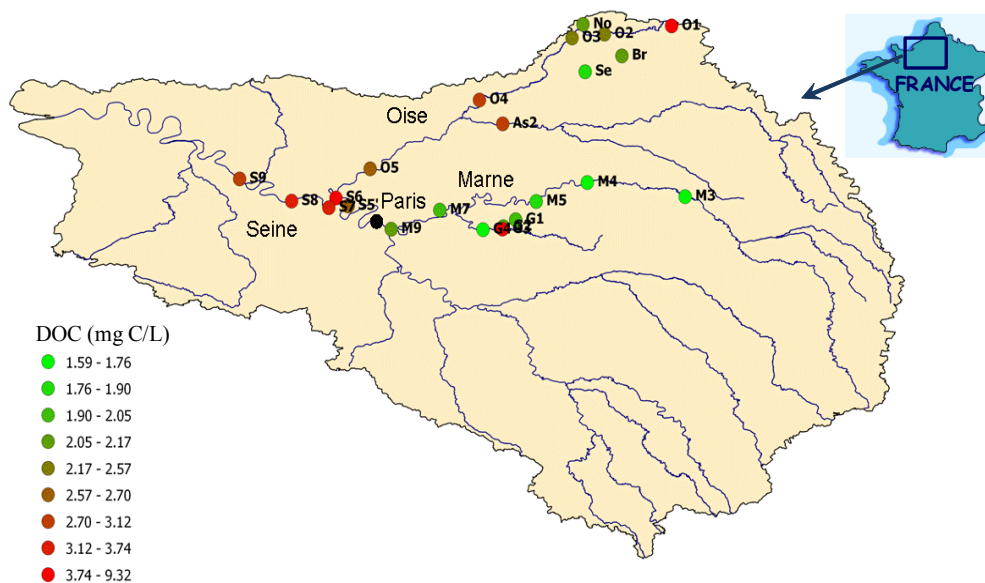 No
O2
O1
O3
Br
Se
FRANCE
O4
Oise
As2
O5
Marne
M4
S9
M3
S6
S8
Paris
M5
S7
S5'
M7
G1
Seine
M9
G4
DOC (mg C/L)
1.59 - 1.76
1.76 - 1.90
1.90 - 2.05
2.05 - 2.17
2.17 - 2.57
2.57 - 2.70
2.70 - 3.12
3.12 - 3.74
3.74 - 9.32